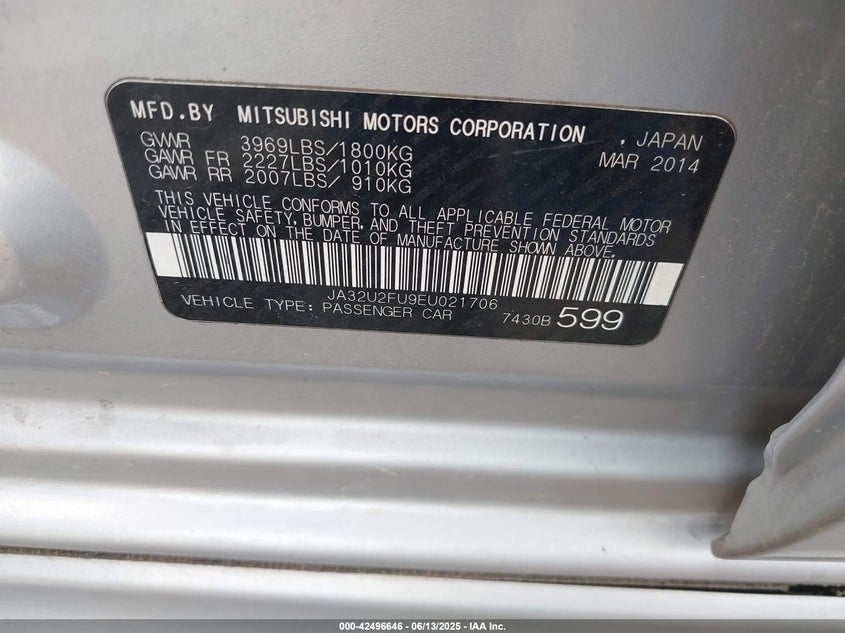 MFD.BY MITSUBISHI MOTORS CORPORATION , JAPAN
GVWR 3969LBS/1800KG MAR 2014
GAWR FR 2227LBS/1010KG
GAWR RR 2007LBS/ 910KG
THIS VEHICLE CONFORMS TO ALL APPLICABLE FEDERAL MOTOR
VEHICLE SAFETY, BUMPER, AND THEFT PREVENTION STANDARDS
IN EFFECT ON THE DATE OF MANUFACTURE SHOWN ABOVE.
JA32U2FU9EU021706
VEHICLE TYPE: PASSENGER CAR 7430B 599
000-42496646 - 06/13/2025 - IAA Inc.